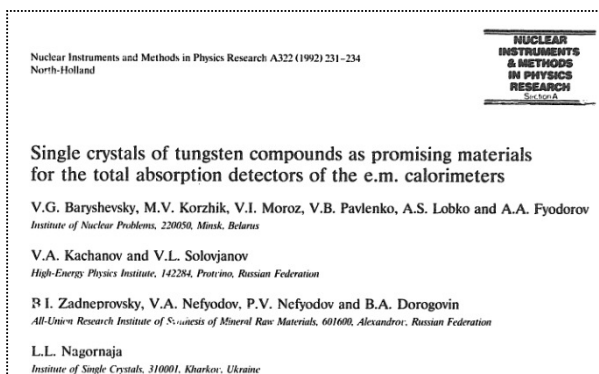 Nuclear Instruments and Methods in Physics Research A322 (1992) 231-234
North-Holland
NUCLEAR
INSTRUMENTS
& METHODS
IN PHYSICS
RESEARCH
Section A
Single crystals of tungsten compounds as promising materials
for the total absorption detectors of the e.m. calorimeters
V.G. Baryshevsky, M.V. Korzhik, V.I. Moroz, V.B. Pavlenko, A.S. Lobko and A.A. Fyodorov
Institute of Nuclear Problems, 220050, Minsk, Belarus
V.A. Kachanov and V.L. Solovjanov
High-Energy Physics Institute, 142284, Protvino, Russian Federation
B.I. Zadneprovsky, V.A. Nefyodov, P.V. Nefyodov and B.A. Dorogovin
All-Union Research Institute of Synthesis of Mineral Raw Materials, 601600, Alexandrov, Russian Federation
L.L. Nagornaja
Institute of Single Crystals, 310001, Kharkov, Ukraine